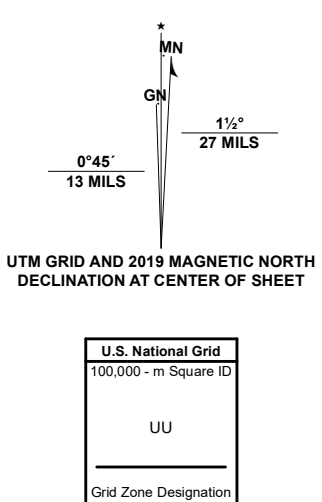 MN
GN
1½°
27 MILS
0°45´
13 MILS
UTM GRID AND 2019 MAGNETIC NORTH
DECLINATION AT CENTER OF SHEET
U.S. National Grid
100,000 - m Square ID
UU
Grid Zone Designation